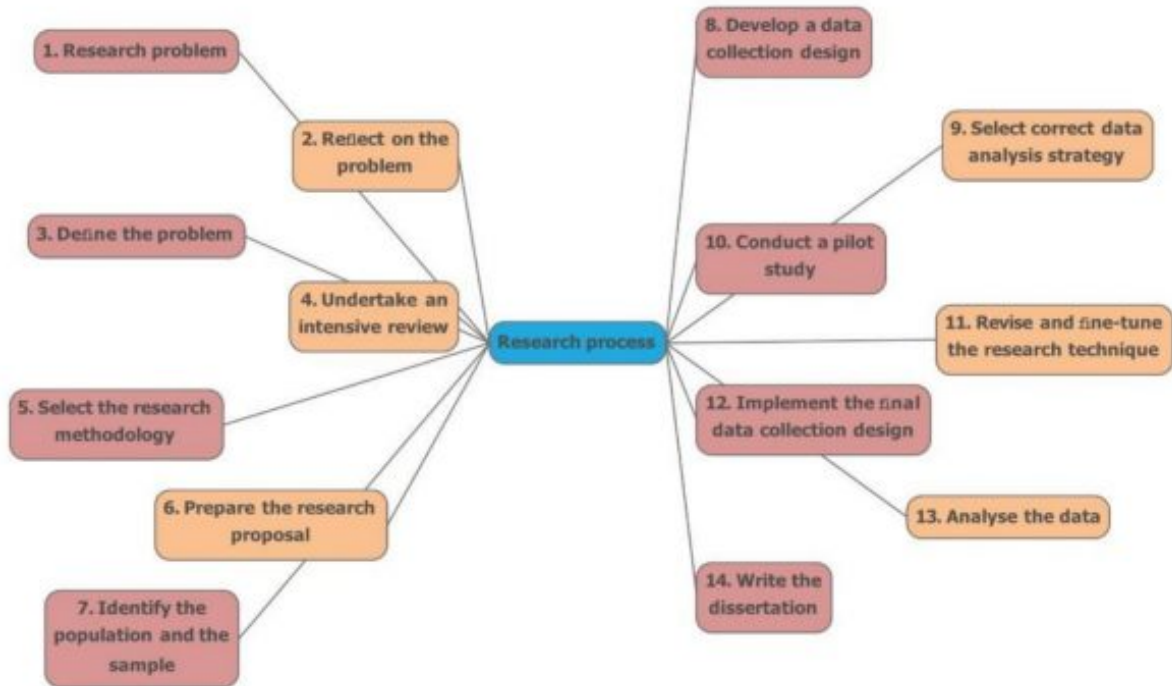 1. Research problem
2. Reflect on the
problem
3. Define the problem
4. Undertake an
intensive review
5. Select the research
methodology
6. Prepare the research
proposal
7. Identify the
population and the
sample
Research process
8. Develop a data
collection design
9. Select correct data
analysis strategy
10. Conduct a pilot
study
11. Revise and fine-tune
the research technique
12. Implement the final
data collection design
13. Analyse the data
14. Write the
dissertation